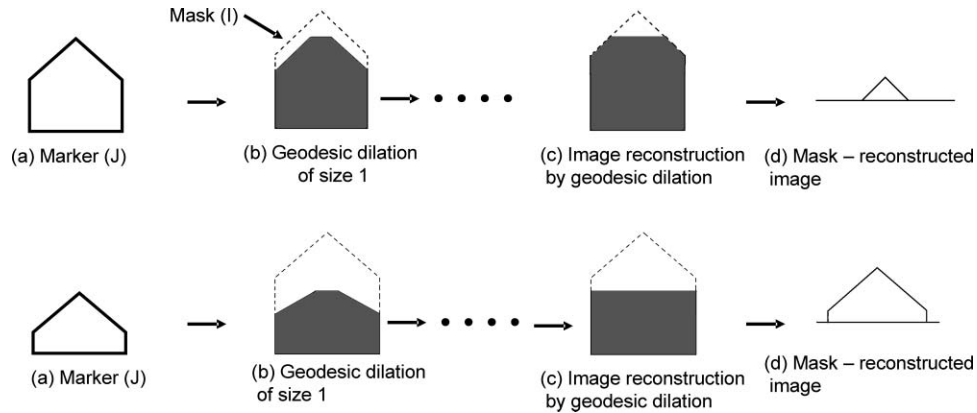 Mask (I)
(a) Marker (J)
(b) Geodesic dilation
of size 1
(c) Image reconstruction
by geodesic dilation
(d) Mask – reconstructed
image
(a) Marker (J)
(b) Geodesic dilation
of size 1
(c) Image reconstruction
by geodesic dilation
(d) Mask – reconstructed
image